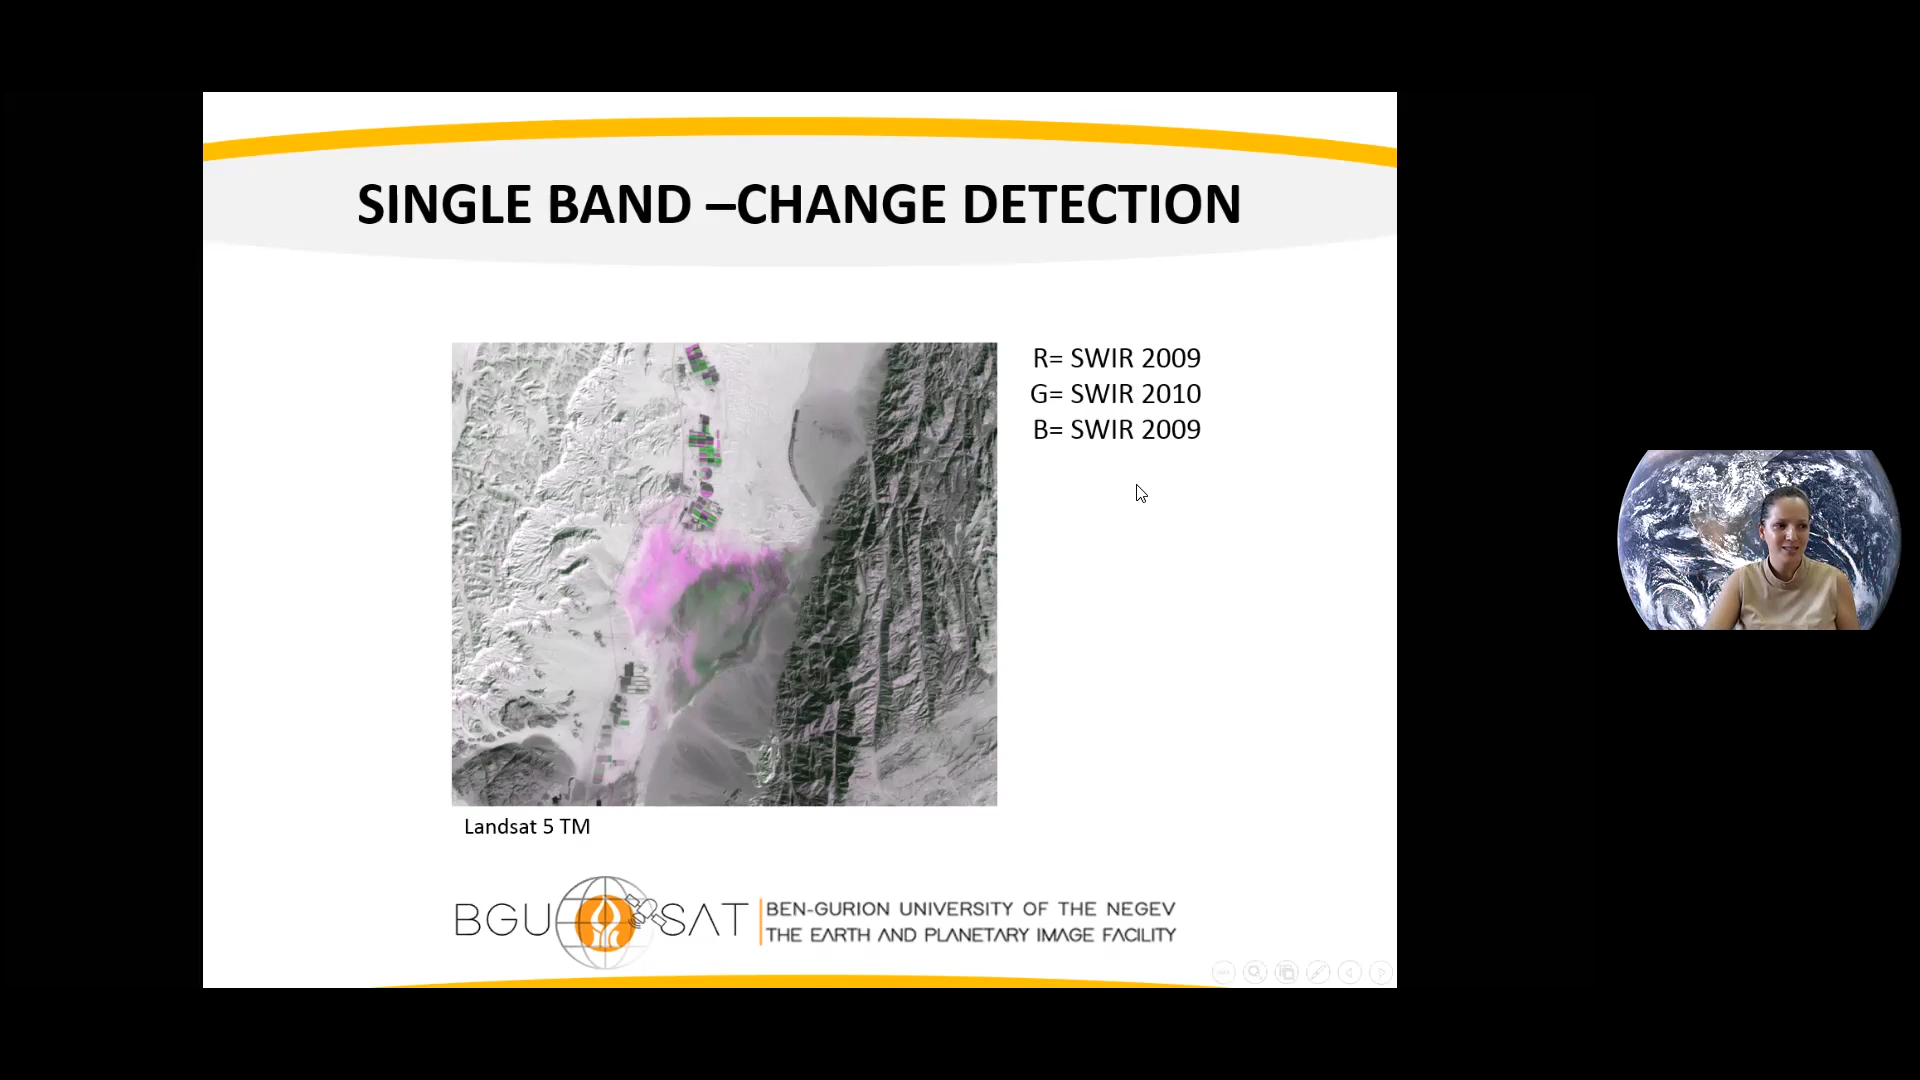 SINGLE BAND –CHANGE DETECTION
R= SWIR 2009
G= SWIR 2010
B= SWIR 2009
Landsat 5 TM
BGU SAT
BEN-GURION UNIVERSITY OF THE NEGEV
THE EARTH AND PLANETARY IMAGE FACILITY